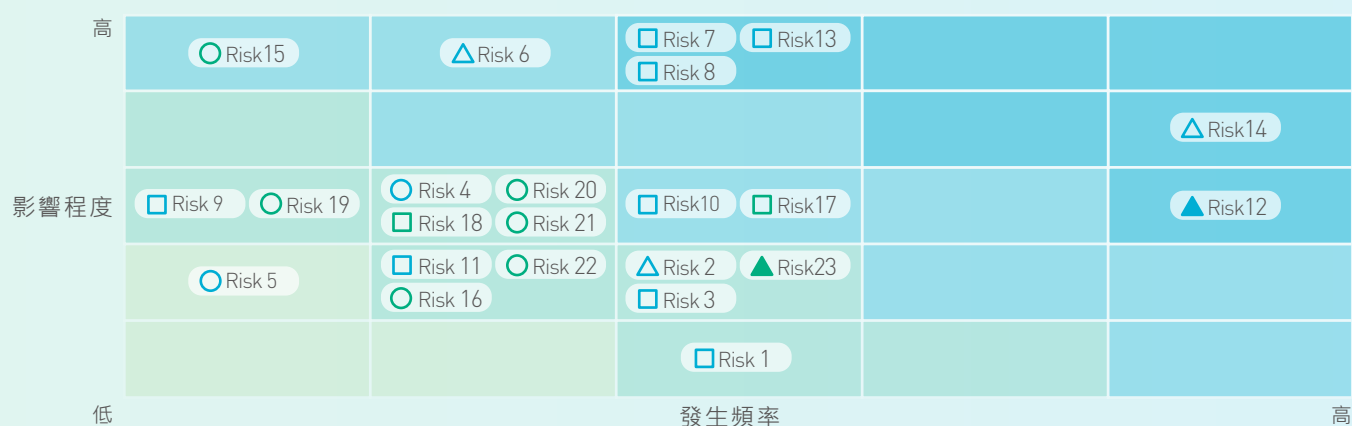 高
Risk15
Risk 6
Risk 7
Risk13
Risk 8
Risk14
影響程度
Risk 9
Risk 19
Risk 4
Risk 20
Risk 18
Risk 21
Risk10
Risk17
Risk12
Risk 5
Risk 11
Risk 22
Risk 16
Risk 2
Risk23
Risk 3
Risk 1
低
發生頻率
高